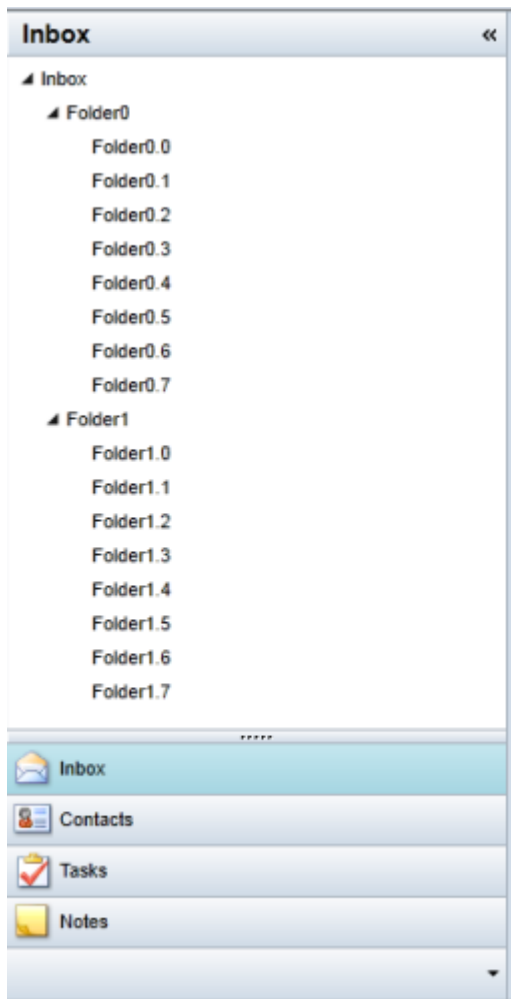 Inbox
Inbox
Folder0
Folder0.0
Folder0.1
Folder0.2
Folder0.3
Folder0.4
Folder0.5
Folder0.6
Folder0.7
Folder1
Folder1.0
Folder1.1
Folder1.2
Folder1.3
Folder1.4
Folder1.5
Folder1.6
Folder1.7
Inbox
Contacts
Tasks
Notes